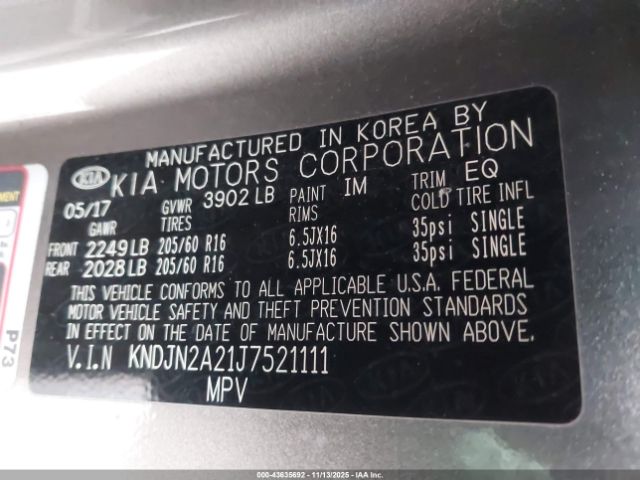 MANUFACTURED IN KOREA BY
KIA KIA MOTORS CORPORATION
05/17 GVWR 3902 LB PAINT 1M TRIM EQ
GAWR TIRES RIMS COLD TIRE INFL
FRONT 2249 LB 205/60 R16 6.5JX16 35psi SINGLE
REAR 2028 LB 205/60 R16 6.5JX16 35psi SINGLE
THIS VEHICLE CONFORMS TO ALL APPLICABLE U.S.A. FEDERAL
MOTOR VEHICLE SAFETY AND THEFT PREVENTION STANDARDS
IN EFFECT ON THE DATE OF MANUFACTURE SHOWN ABOVE.
V.I.N KNDJN2A21J7521111
MPV
P73
000-43635692 - 11/13/2025 - IAA Inc.